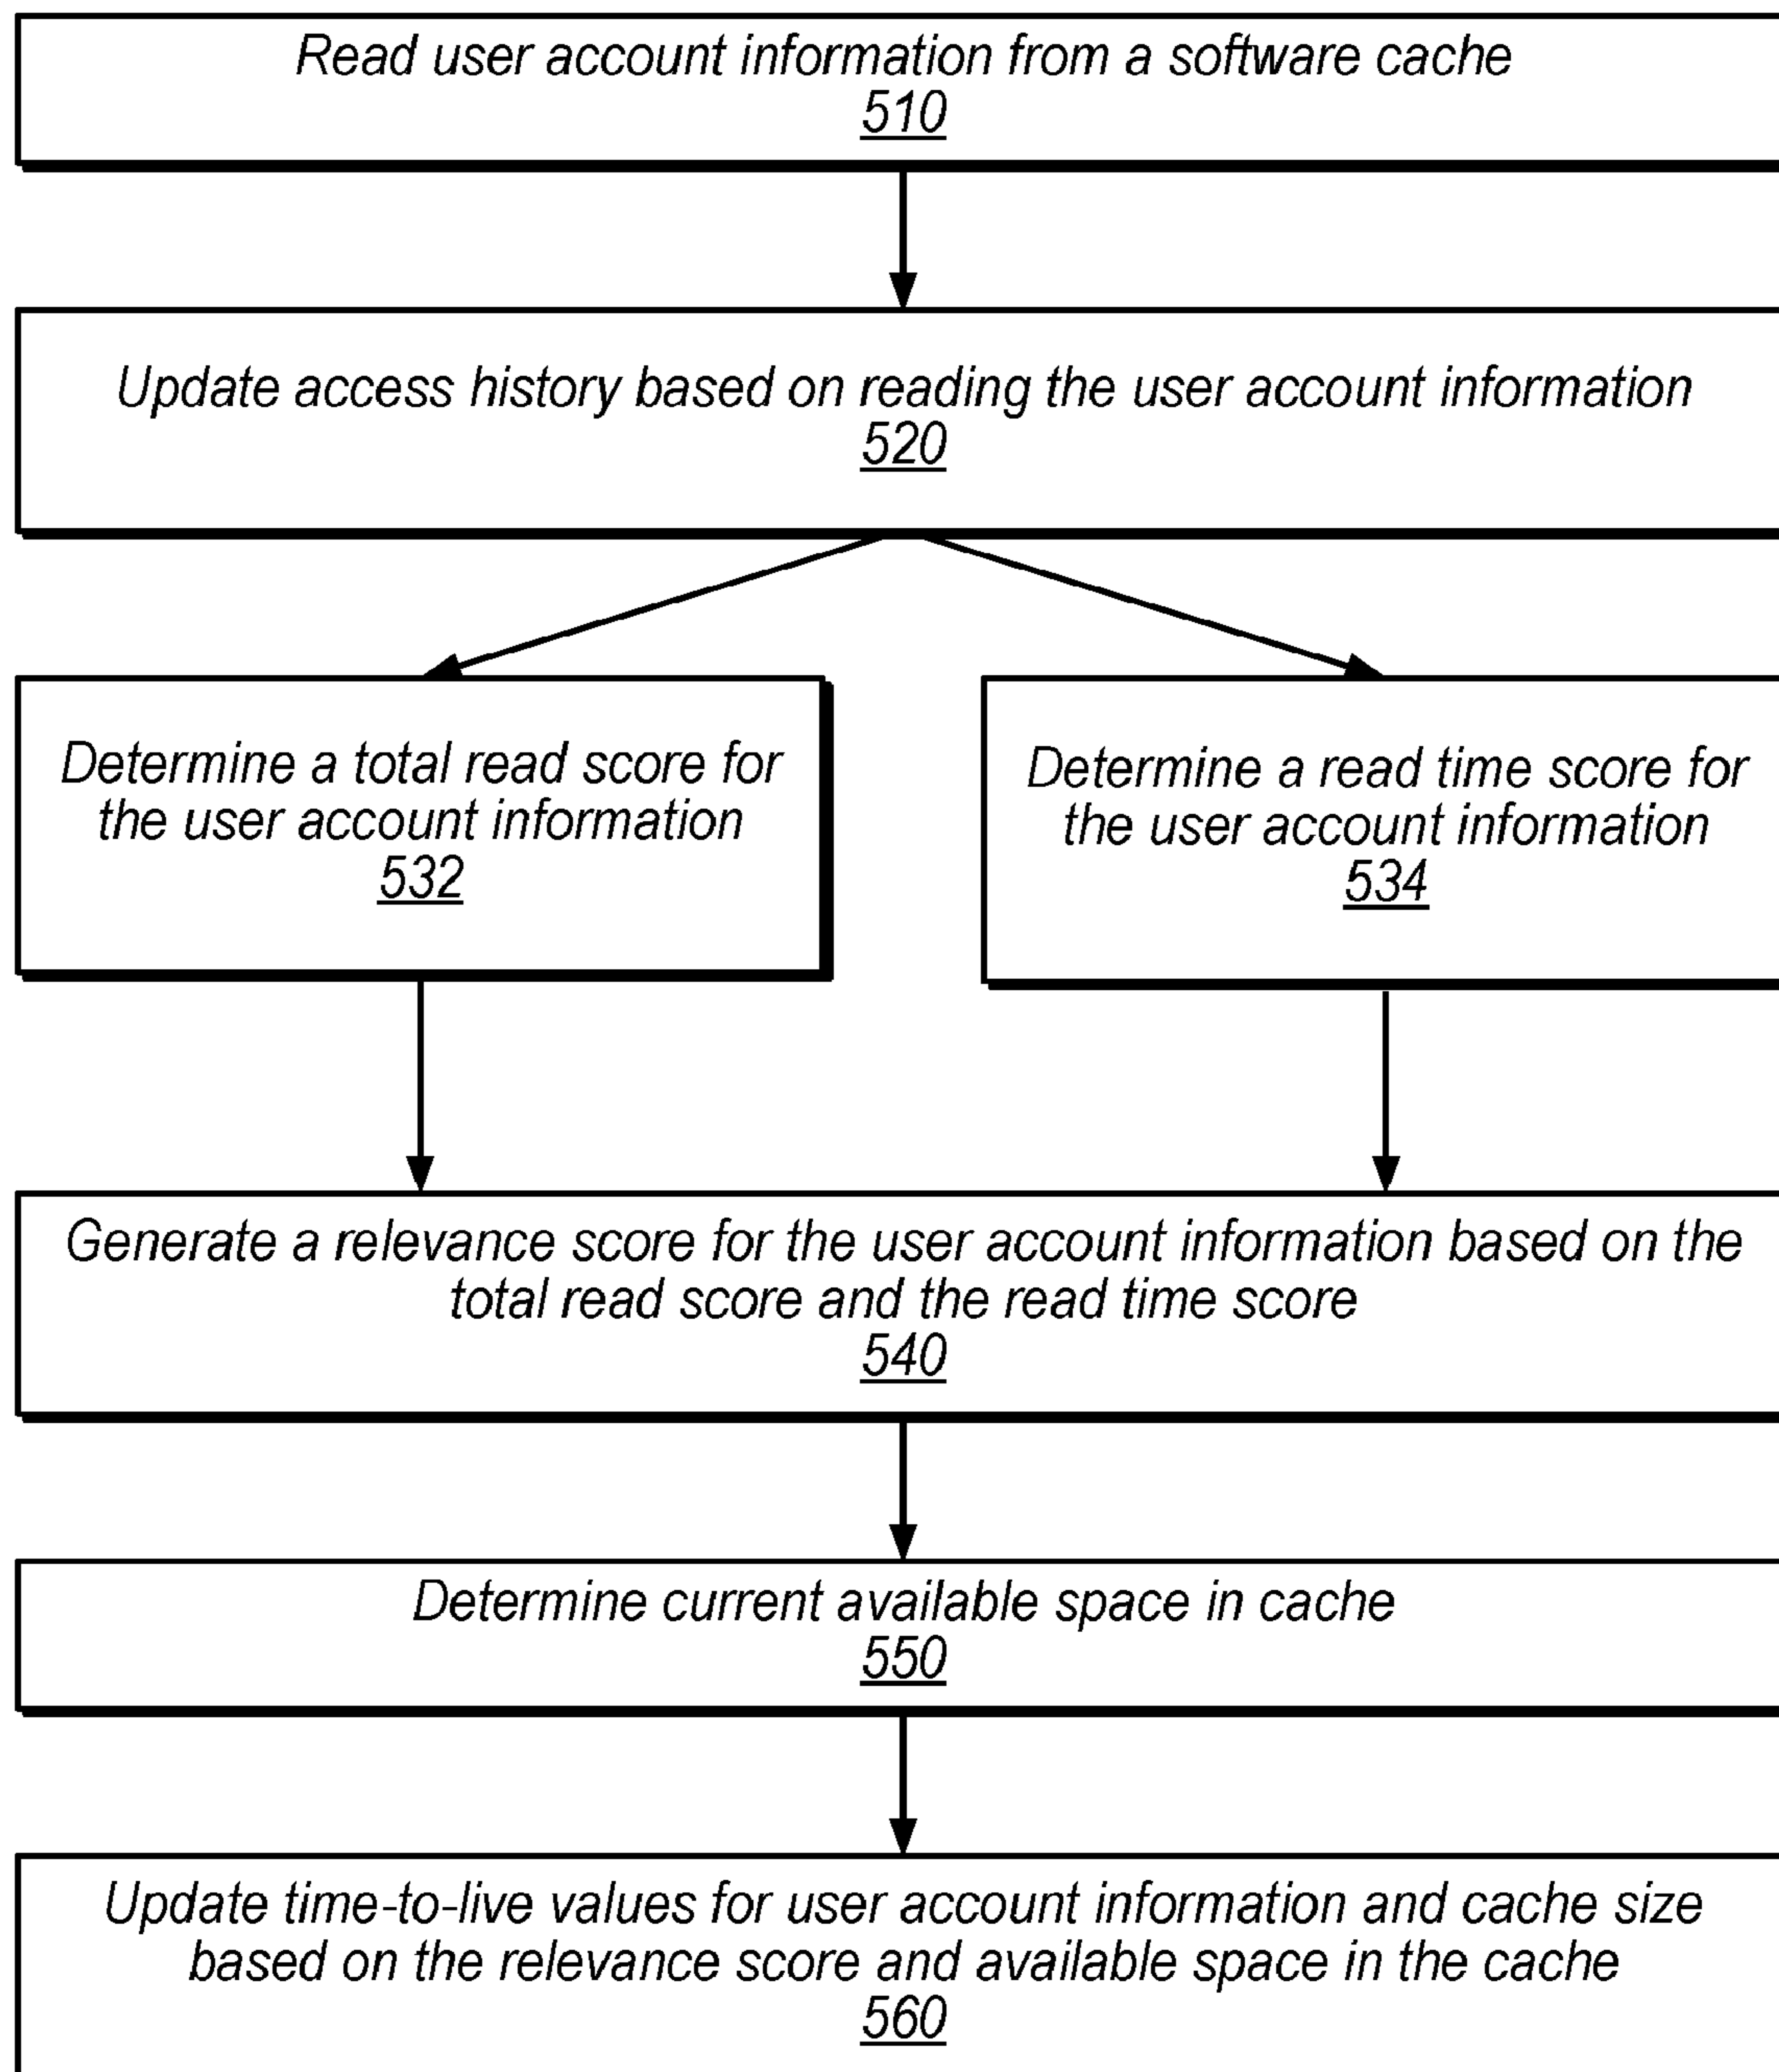 Read user account information from a software cache
510
Update access history based on reading the user account information
520
Determine a total read score for
the user account information
532
Determine a read time score for
the user account information
534
Generate a relevance score for the user account information based on the
total read score and the read time score
540
Determine current available space in cache
550
Update time-to-live values for user account information and cache size
based on the relevance score and available space in the cache
560